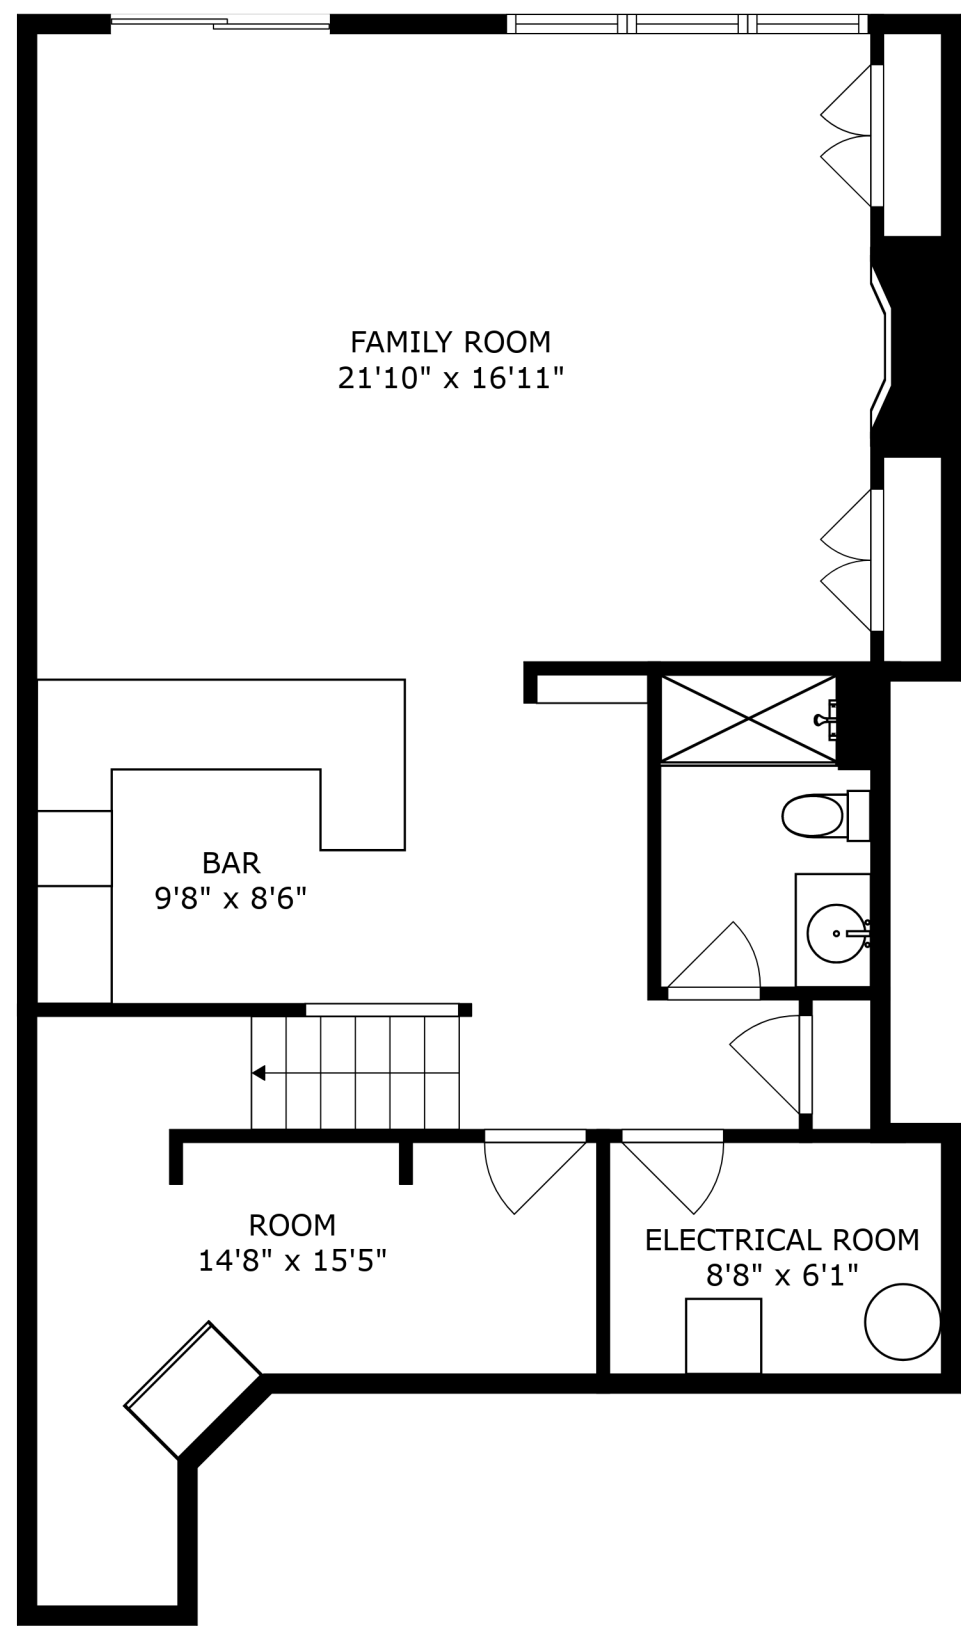 FAMILY ROOM
21'10" x 16'11"
BAR
9'8" x 8'6"
ROOM
14'8" x 15'5"
ELECTRICAL ROOM
8'8" x 6'1"